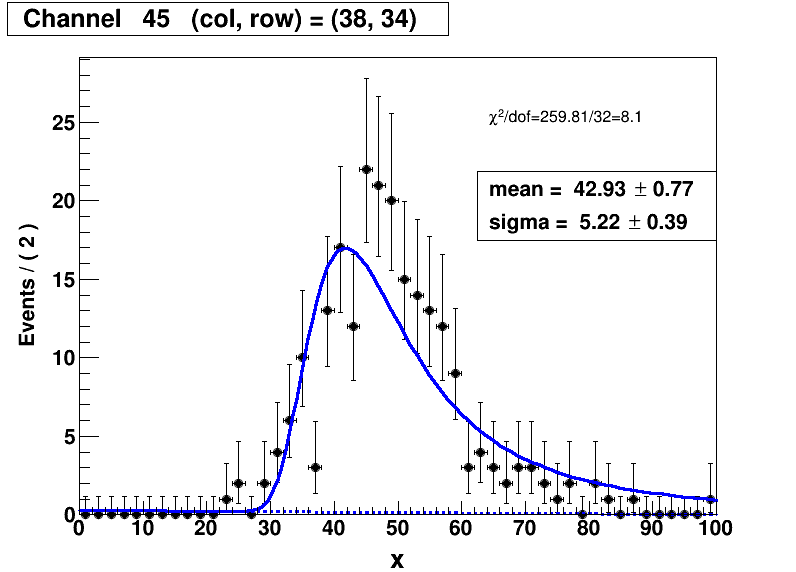 Channel 45 (col, row) = (38, 34)
χ²/dof=259.81/32=8.1
mean = 42.93 ± 0.77
sigma = 5.22 ± 0.39
Events / ( 2 )
25
20
15
10
5
0
0 10 20 30 40 50 60 70 80 90 100
x